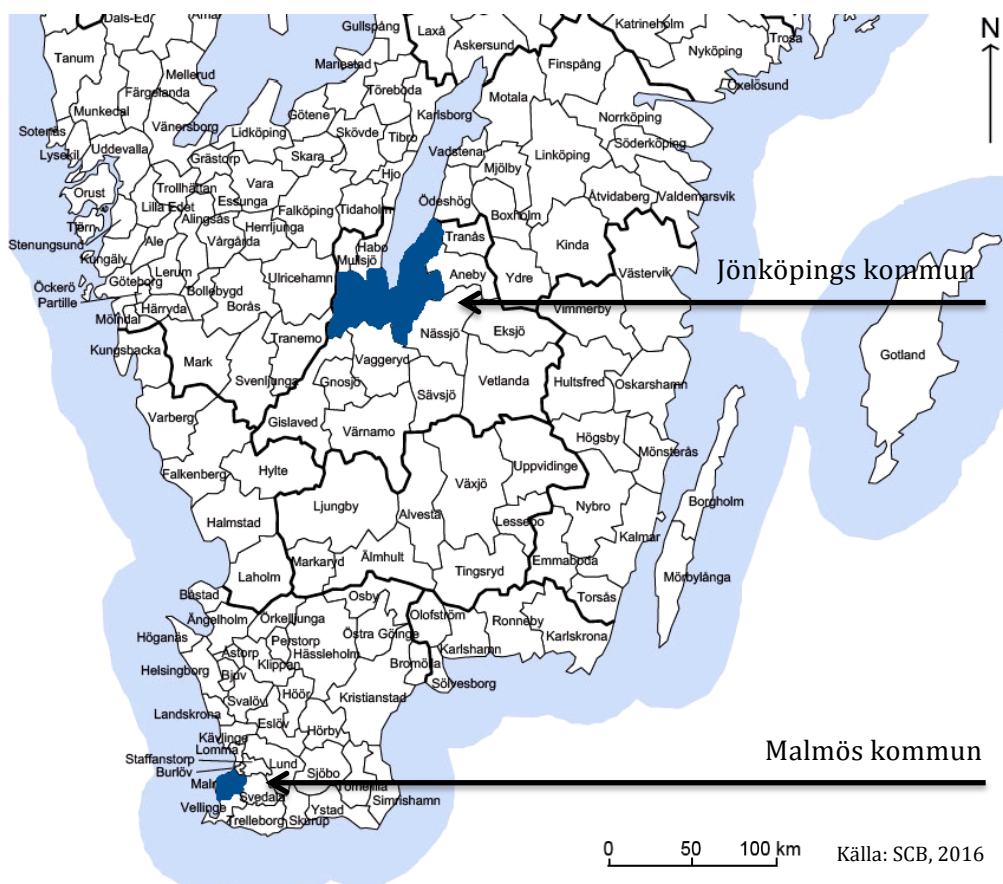 Dals-Ed
Åmål
Gullspång
Laxå
Askersund
Katrineholm
Trosa
Nyköping
N
Tanum
Mellerud
Mariestad
Finspång
Oxelösund
Färgelanda
Töreboda
Motala
Munkedal
Götene
Karlsborg
Norrköping
Vänersborg
Sotenäs
Lidköping
Skövde
Tibro
Söderköping
Lysekil
Uddevalla
Skara
Vadstena
Linköping
Grästorp
Mjölby
Hjo
Orust
Trollhättan
Vara
Åtvidaberg
Valdemarsvik
Lilla Edet
Essunga
Falköping
Tidaholm
Ödeshög
Boxholm
Tjörn
Alingsås
Herrljunga
Stenungsund
Ale
Vårgårda
Habo
Tranås
Kinda
Kungälv
Mullsjö
Lerum
Ulricehamn
Aneby
Ydre
Västervik
Jönköpings kommun
Öckerö
Göteborg
Bollebygd
Partille
Härryda
Borås
Vimmerby
Mölndal
Nässjö
Eksjö
Tranemo
Kungsbacka
Mark
Vaggeryd
Gotland
Svenljunga
Gnosjö
Vetlanda
Hultsfred
Oskarshamn
Sävsjö
Varberg
Gislaved
Värnamo
Högsby
Mönsterås
Falkenberg
Hylte
Uppvidinge
Växjö
Borgholm
Ljungby
Nybro
Halmstad
Alvesta
Lessebo
Kalmar
Markaryd
Älmhult
Emmaboda
Laholm
Tingsryd
Mörbylånga
Båstad
Osby
Torsås
Ängelholm
Örkelljunga
Olofström
Ronneby
Höganäs
Perstorp
Östra Göinge
Karlskrona
Åstorp
Hässleholm
Karlshamn
Helsingborg
Klippan
Bromölla
Bjuv
Sölvesborg
Svalöv
Höör
Kristianstad
Landskrona
Eslöv
Hörby
Kävlinge
Lomma
Malmös kommun
Staffanstorp
Lund
Burlöv
Sjöbo
Malm
Tomelilla
Svedala
Simrishamn
Vellinge
Ystad
Trelleborg
Skurup
0 50 100 km
Källa: SCB, 2016